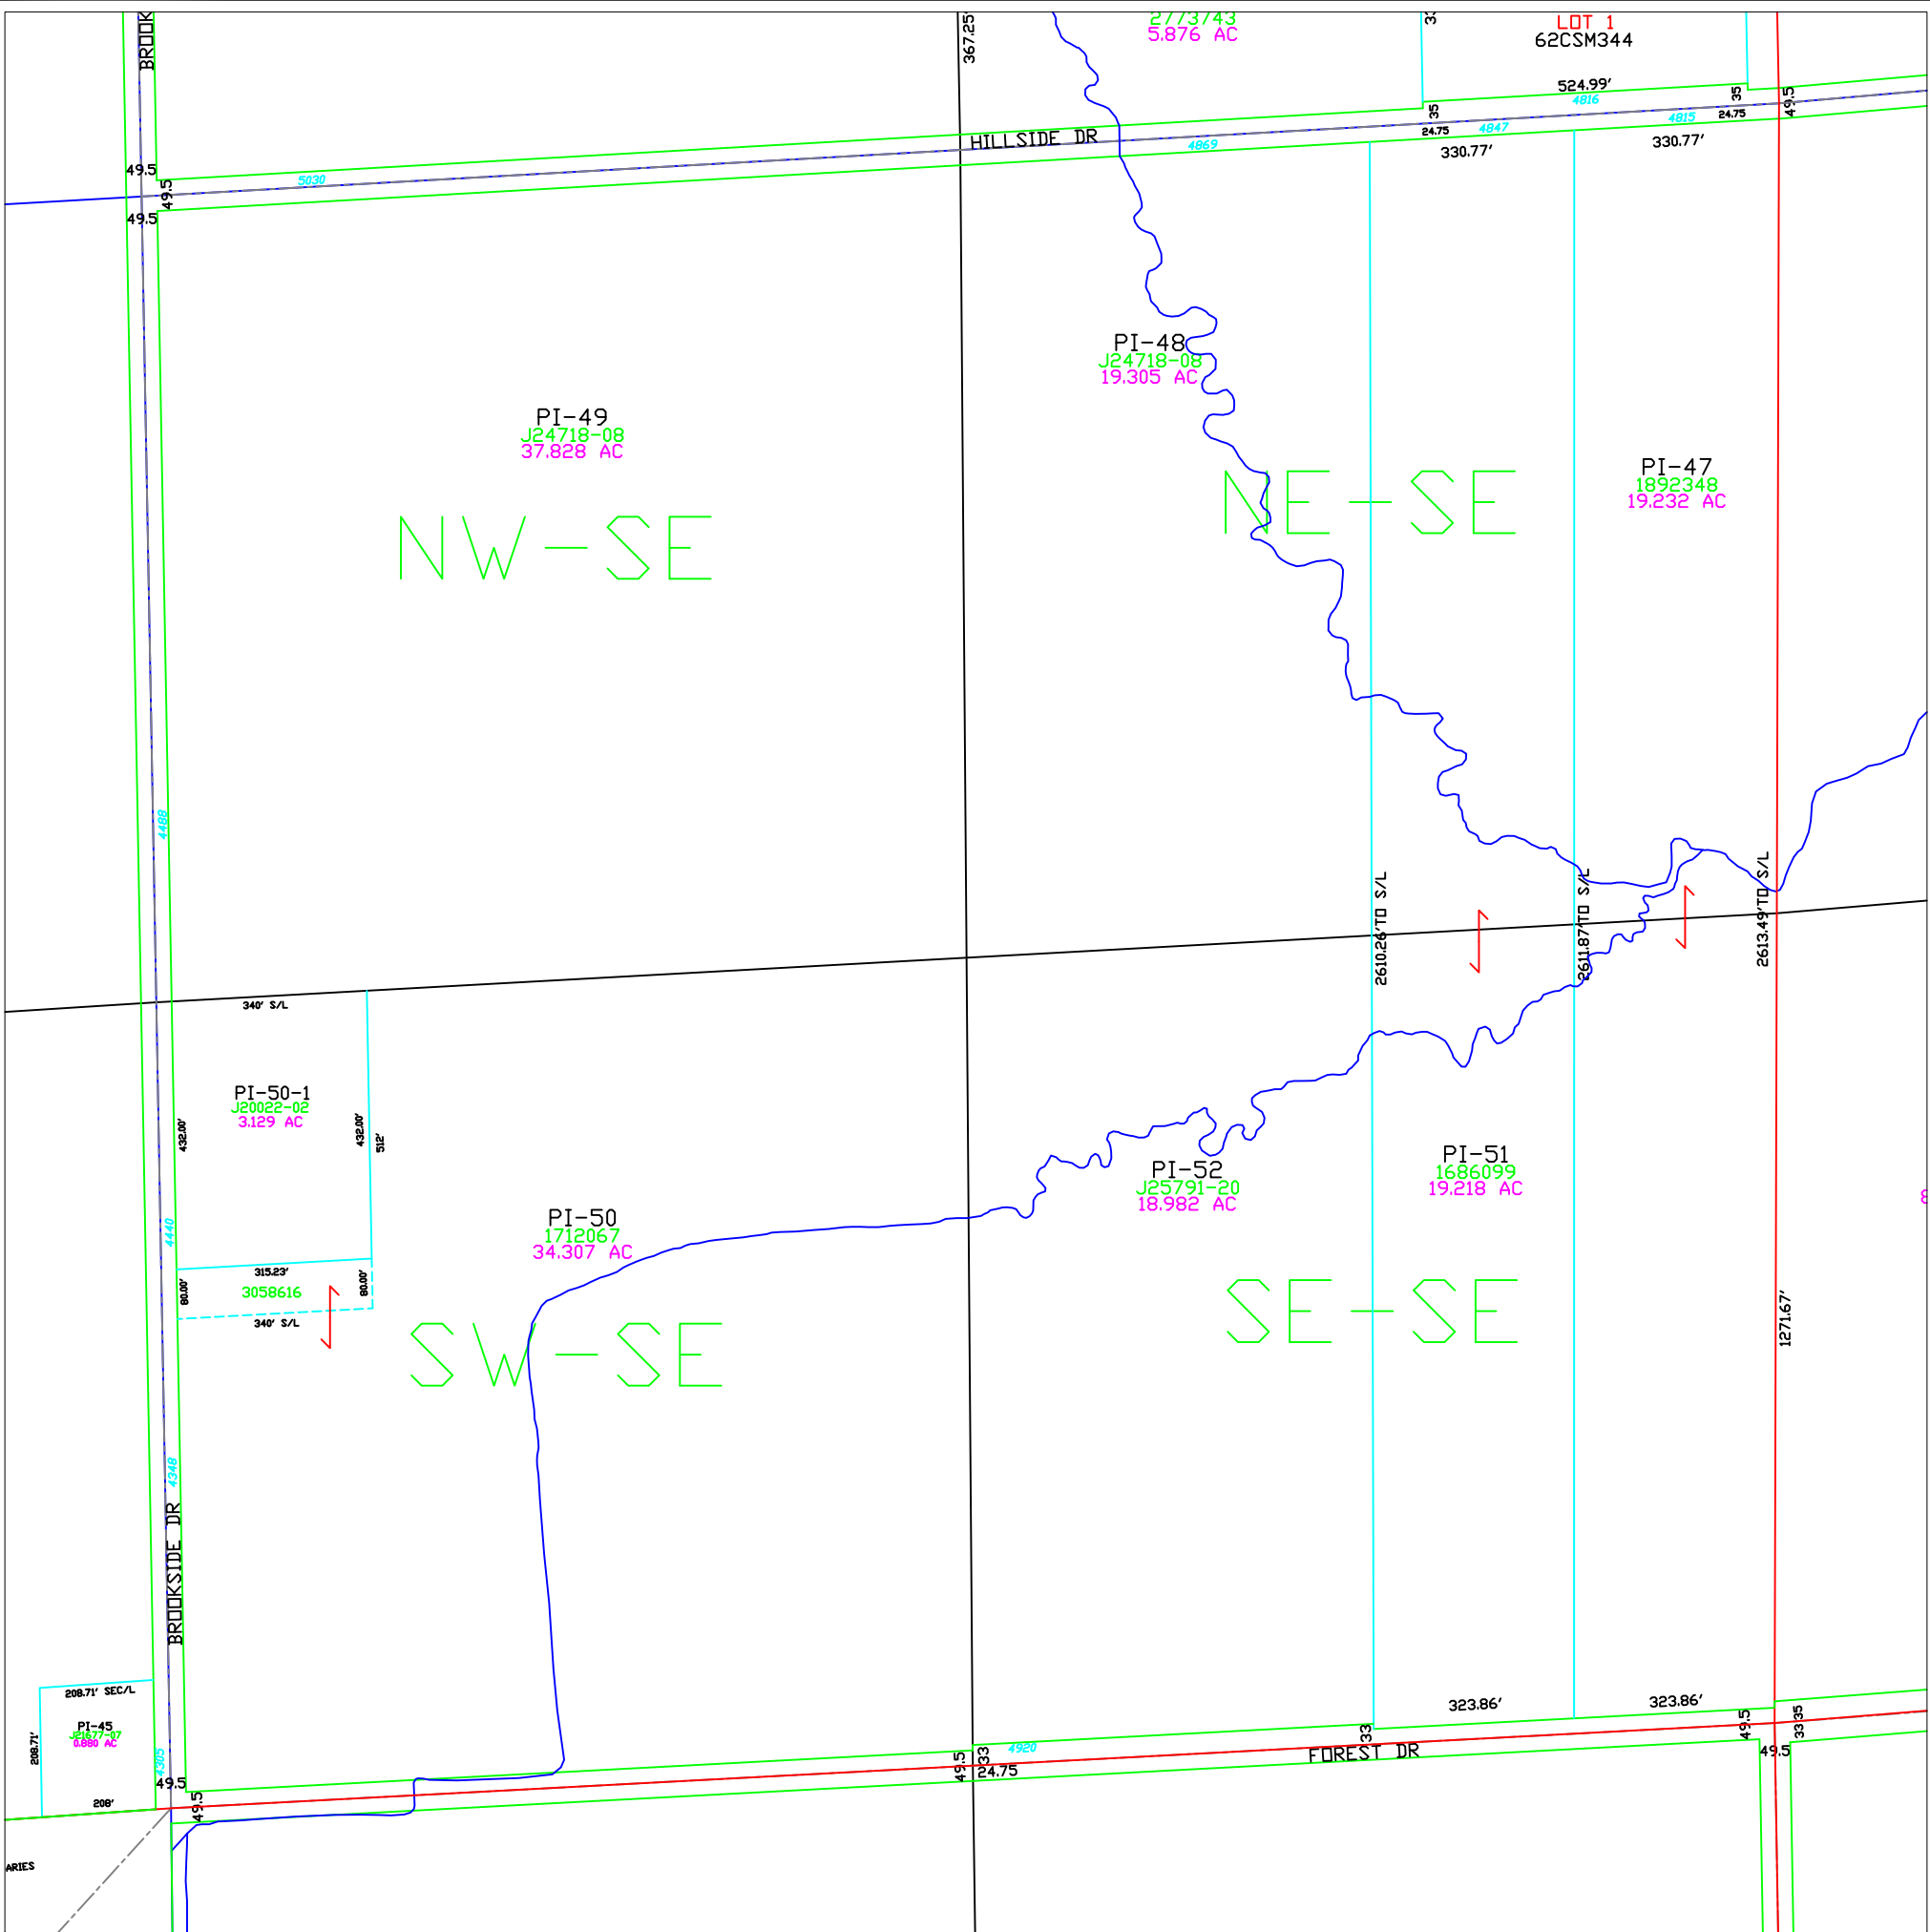 BROOK
367.25'
2773743
5.876 AC
33
LOT 1
62CSM344
524.99'
4816
35
35
49.5
HILLSIDE DR
4869
24.75
4847
4815
24.75
330.77'
330.77'
49.5
49.5
49.5
5030
PI-48
J24718-08
19.305 AC
PI-49
J24718-08
37.828 AC
NW-SE
NE-SE
PI-47
1892348
19.232 AC
4488
2610.26'TO S/L
2611.87'TO S/L
2613.49'TO S/L
340' S/L
PI-50-1
J20022-02
3.129 AC
432.00'
432.00'
512'
4440
315.23'
3058616
80.00'
80.00'
340' S/L
PI-50
1712067
34.307 AC
PI-52
J25791-20
18.982 AC
PI-51
1686099
19.218 AC
SW-SE
SE-SE
1271.67'
4348
BROOKSIDE DR
208.71' SEC/L
PI-45
J21677-07
0.880 AC
208.71'
4305
208'
49.5
49.5
49.5
33
24.75
4920
FOREST DR
33
323.86'
323.86'
49.5
33
35
49.5
ARIES